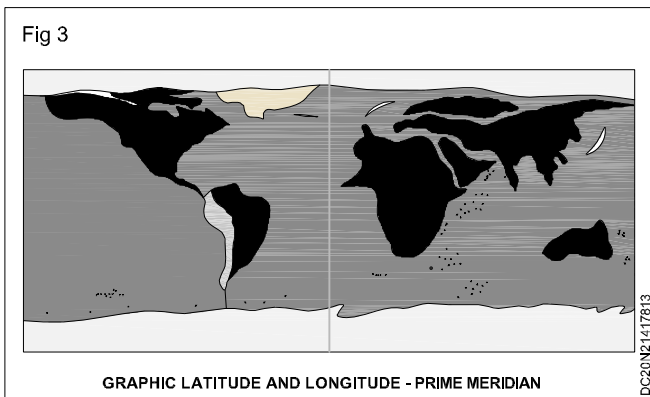 Fig 3
GRAPHIC LATITUDE AND LONGITUDE - PRIME MERIDIAN
DC20N21417813